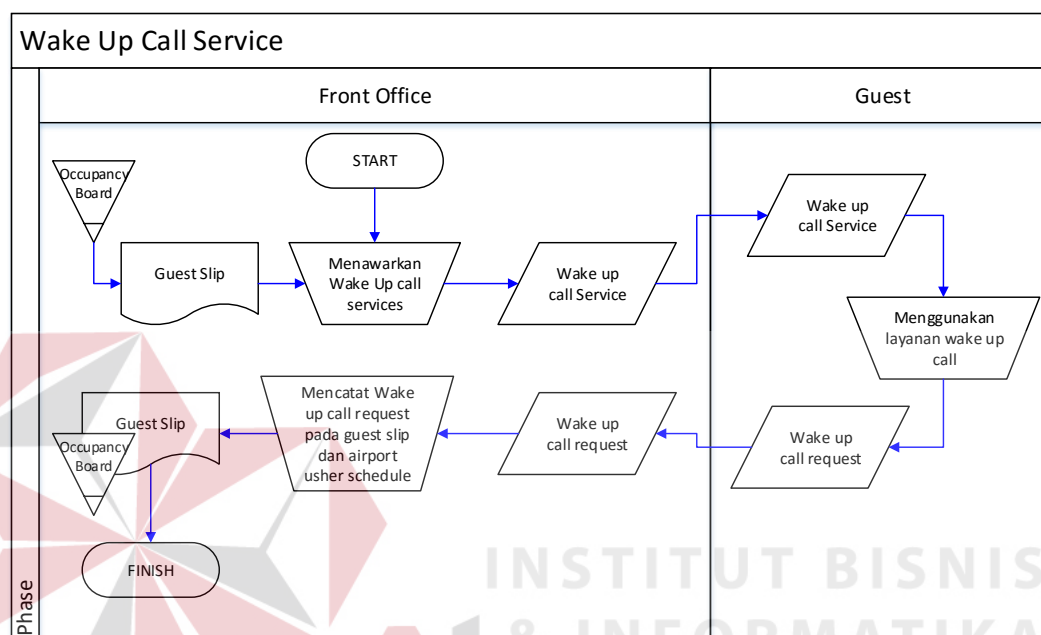 Wake Up Call Service
Front Office
Guest
START
Occupancy
Board
Guest Slip
Menawarkan
Wake Up call
services
Wake up
call Service
Wake up
call Service
Menggunakan
layanan wake up
call
Wake up
call request
Wake up
call request
Mencatat Wake
up call request
pada guest slip
dan airport
usher schedule
Guest Slip
Occupancy
Board
FINISH
Phase
INSTITUT BISNIS
& INFORMATIKA